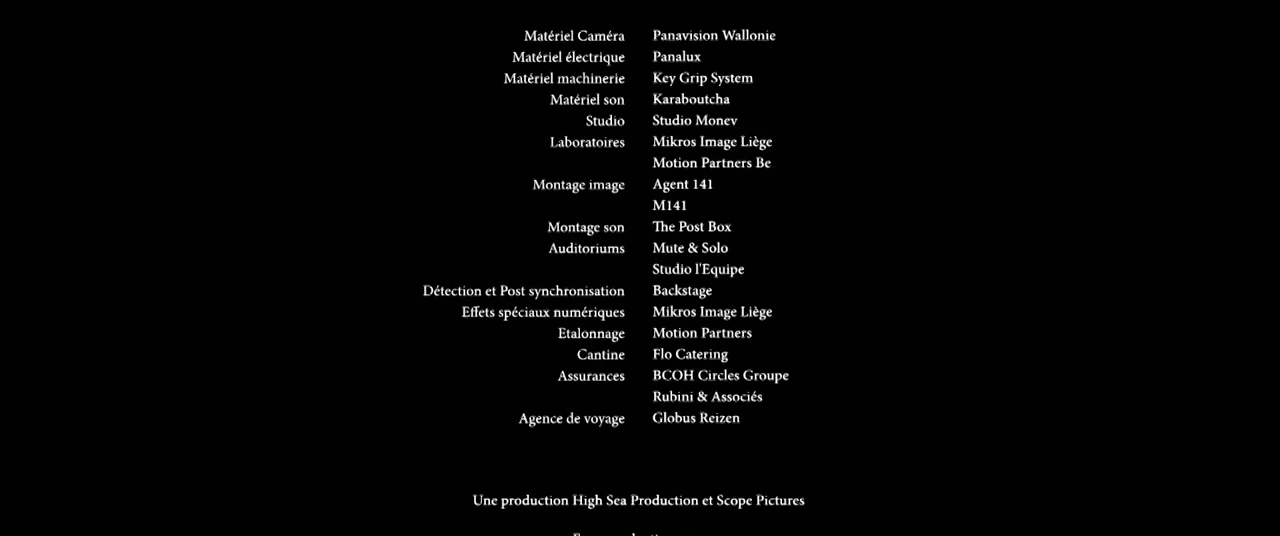 Matériel Caméra Panavision Wallonie
Matériel électrique Panalux
Matériel machinerie Key Grip System
Matériel son Karaboutcha
Studio Studio Monev
Laboratoires Mikros Image Liège
Motion Partners Be
Montage image Agent 141
M141
Montage son The Post Box
Auditoriums Mute & Solo
Studio l'Equipe
Détection et Post synchronisation Backstage
Effets spéciaux numériques Mikros Image Liège
Etalonnage Motion Partners
Cantine Flo Catering
Assurances BCOH Circles Groupe
Rubini & Associés
Agence de voyage Globus Reizen
Une production High Sea Production et Scope Pictures